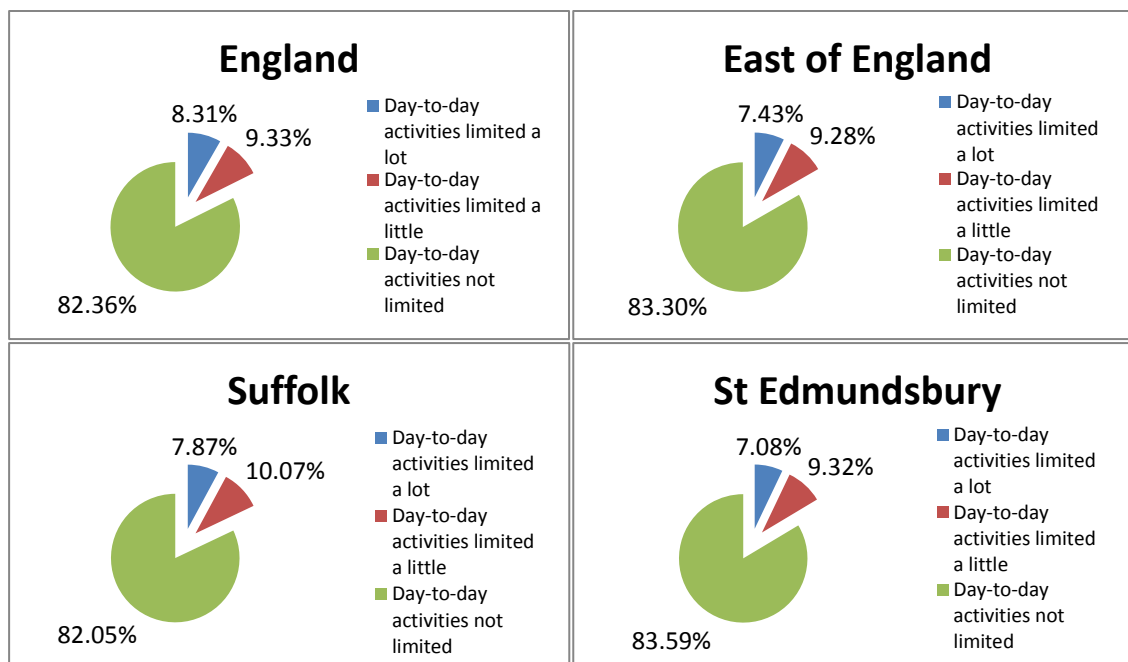 England
8.31%
9.33%
82.36%
Day-to-day
activities limited a
lot
Day-to-day
activities limited a
little
Day-to-day
activities not
limited
East of England
7.43%
9.28%
83.30%
Day-to-day
activities limited
a lot
Day-to-day
activities limited
a little
Day-to-day
activities not
limited
Suffolk
7.87%
10.07%
82.05%
Day-to-day
activities limited
a lot
Day-to-day
activities limited
a little
Day-to-day
activities not
limited
St Edmundsbury
7.08%
9.32%
83.59%
Day-to-day
activities limited
a lot
Day-to-day
activities limited
a little
Day-to-day
activities not
limited